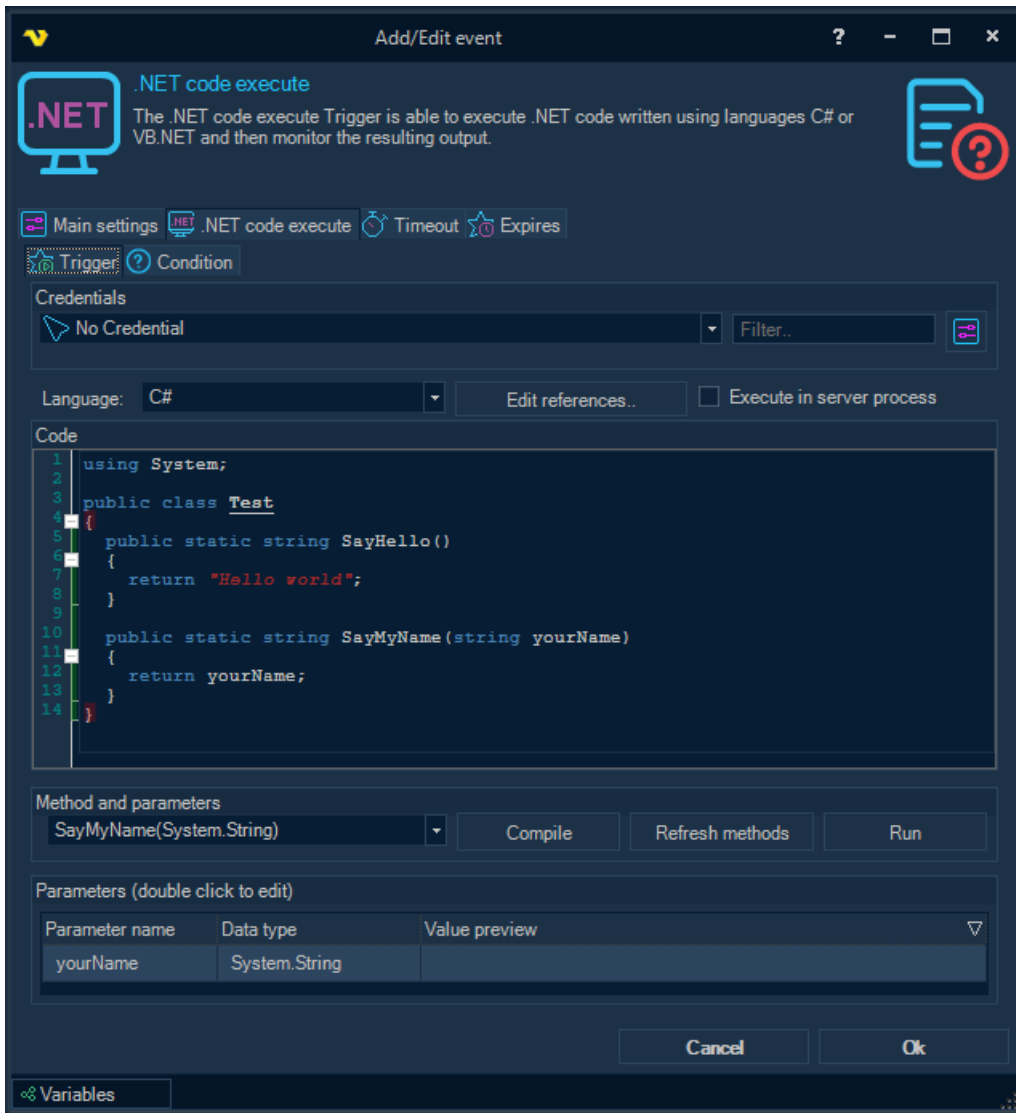 Add/Edit event
.NET
.NET code execute
The .NET code execute Trigger is able to execute .NET code written using languages C# or
VB.NET and then monitor the resulting output.
Main settings .NET .NET code execute Timeout Expires
Trigger Condition
Credentials
No Credential Filter..
Language: C# Edit references.. Execute in server process
Code
1 using System;
2
3 public class Test
4 {
5 public static string SayHello()
6 {
7 return "Hello world";
8 }
9
10 public static string SayMyName(string yourName)
11 {
12 return yourName;
13 }
14 }
Method and parameters
SayMyName(System.String) Compile Refresh methods Run
Parameters (double click to edit)
Parameter name Data type Value preview
yourName System.String
Cancel Ok
Variables